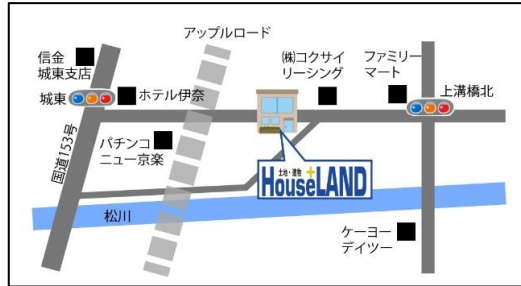 アップルロード
信金
城東支店
㈱コクサイ
リーシング
ファミリー
マート
城東
ホテル伊奈
上溝橋北
国道153号
パチンコ
ニュー京楽
土地・建物
HouseLAND
松川
ケーヨー
デイツー